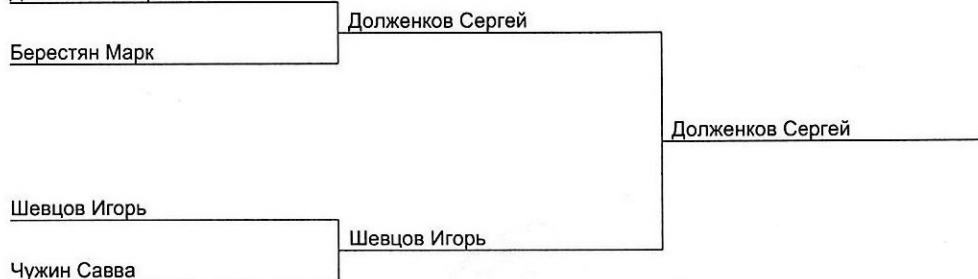 Долженков Сергей
Берестян Марк
Долженков Сергей
Шевцов Игорь
Шевцов Игорь
Чужин Савва